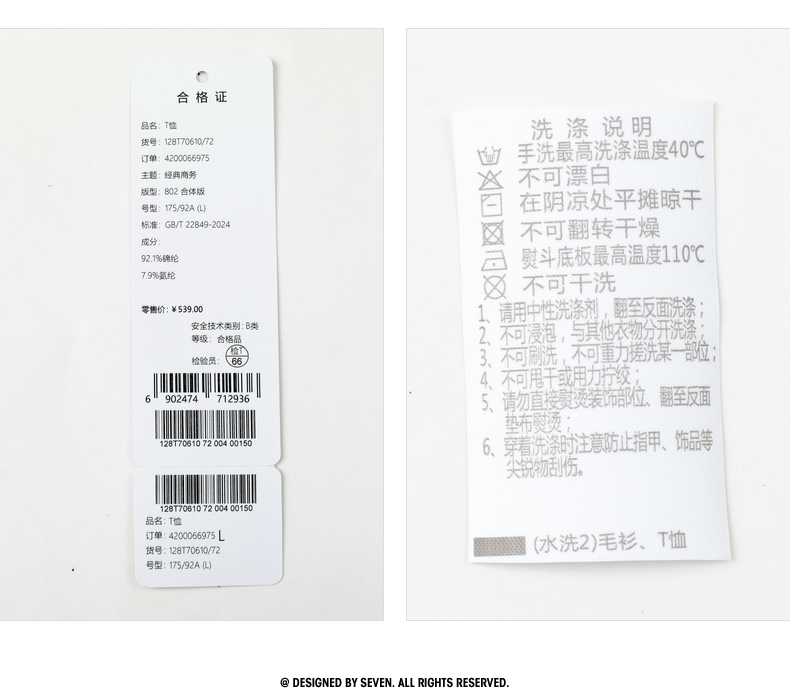 合格证
品名: T恤
货号: 128T70610/72
订单: 4200066975
主题: 经典商务
版型: 802 合体版
号型: 175/92A (L)
标准: GB/T 22849-2024
成分:
92.1%锦纶
7.9%氨纶
零售价: ¥539.00
安全技术类别: B类
等级: 合格品
检验员: 检丁 66
6 902474 712936
128T70610 72 004 00150
128T70610 72 004 00150
品名: T恤
订单: 4200066975 L
货号: 128T70610/72
号型: 175/92A (L)
洗涤说明
手洗最高洗涤温度40℃
不可漂白
在阴凉处平摊晾干
不可翻转干燥
熨斗底板最高温度110℃
不可干洗
1、请用中性洗涤剂，翻至反面洗涤；
2、不可浸泡，与其他衣物分开洗涤；
3、不可刷洗，不可重力搓洗某一部位；
4、不可甩干或用力拧绞；
5、请勿直接熨烫装饰部位、翻至反面
垫布熨烫；
6、穿着洗涤时注意防止指甲、饰品等
尖锐物刮伤。
(水洗2)毛衫、T恤
@ DESIGNED BY SEVEN. ALL RIGHTS RESERVED.